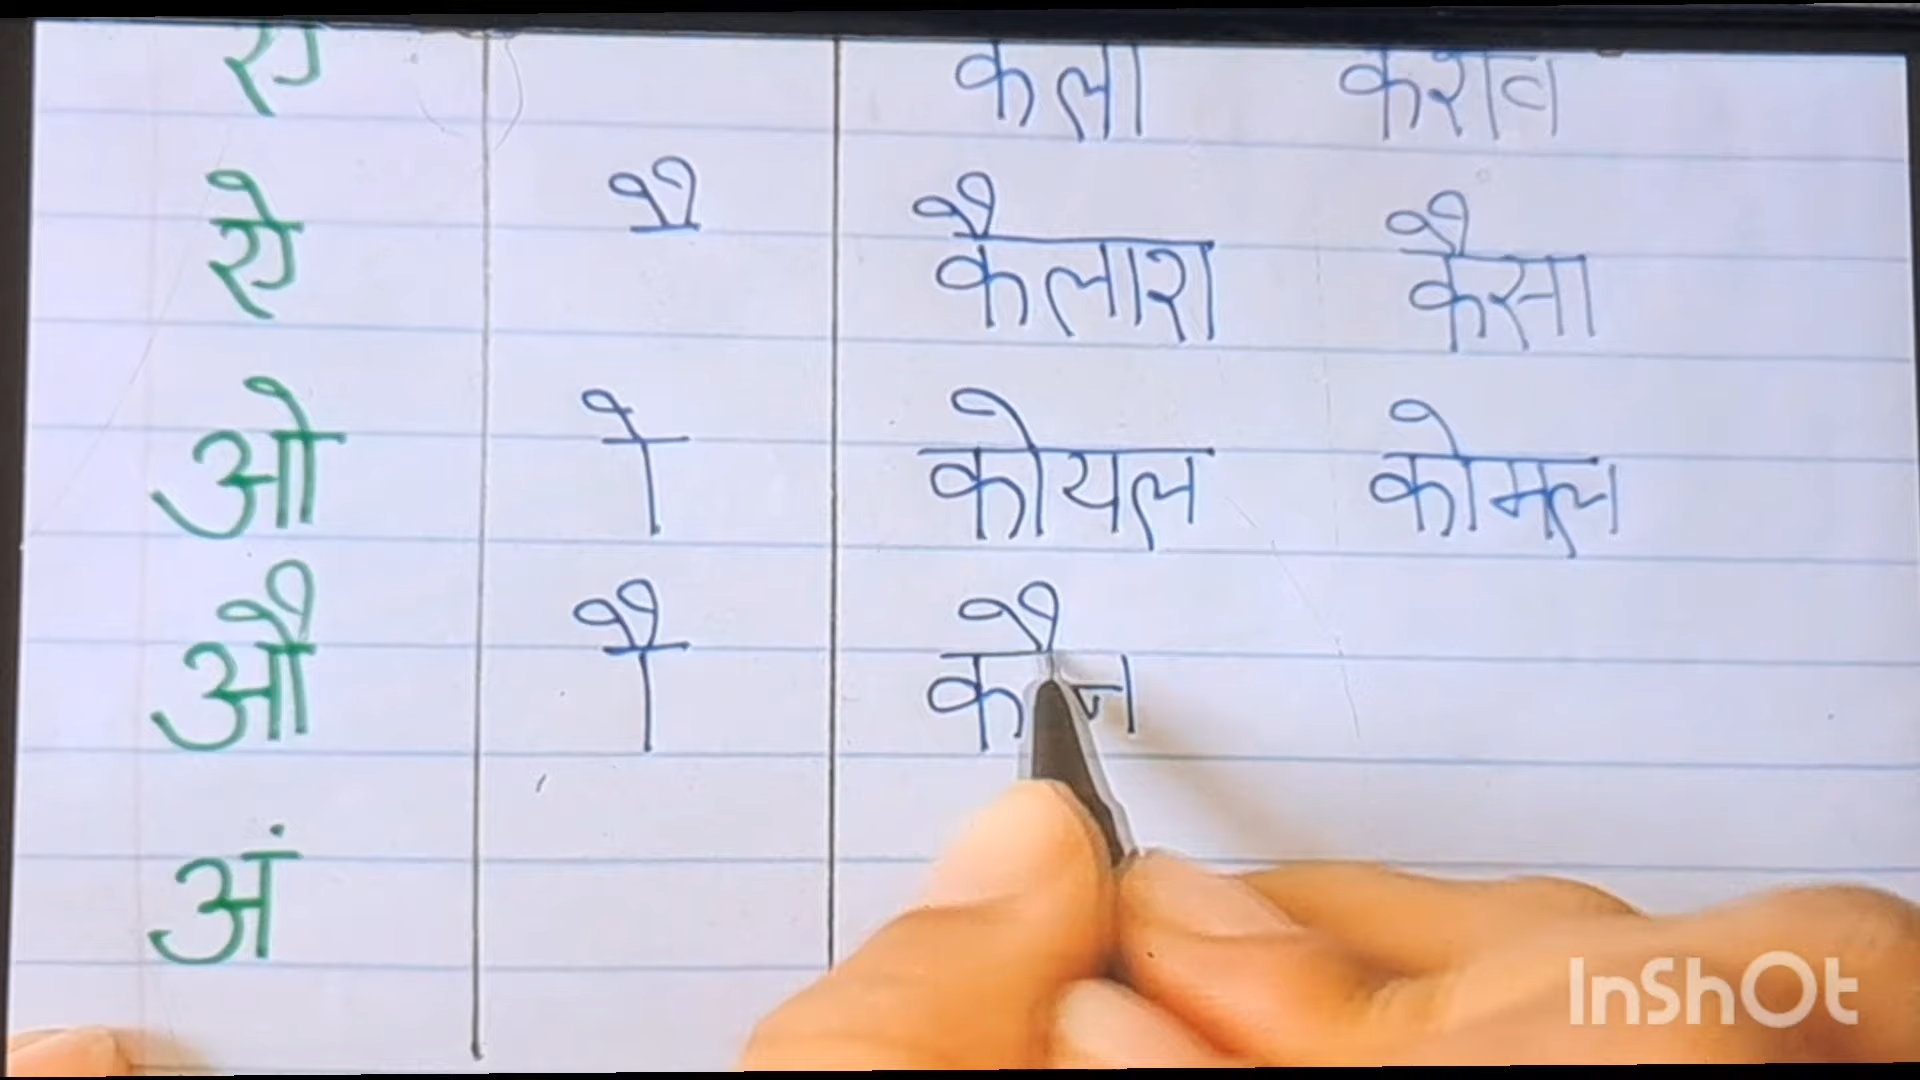 ए केला केशव
ऐ ै कैलाश कैसा
ओ ो कोयल कोमल
औ ौ कौन
अं
InShOt